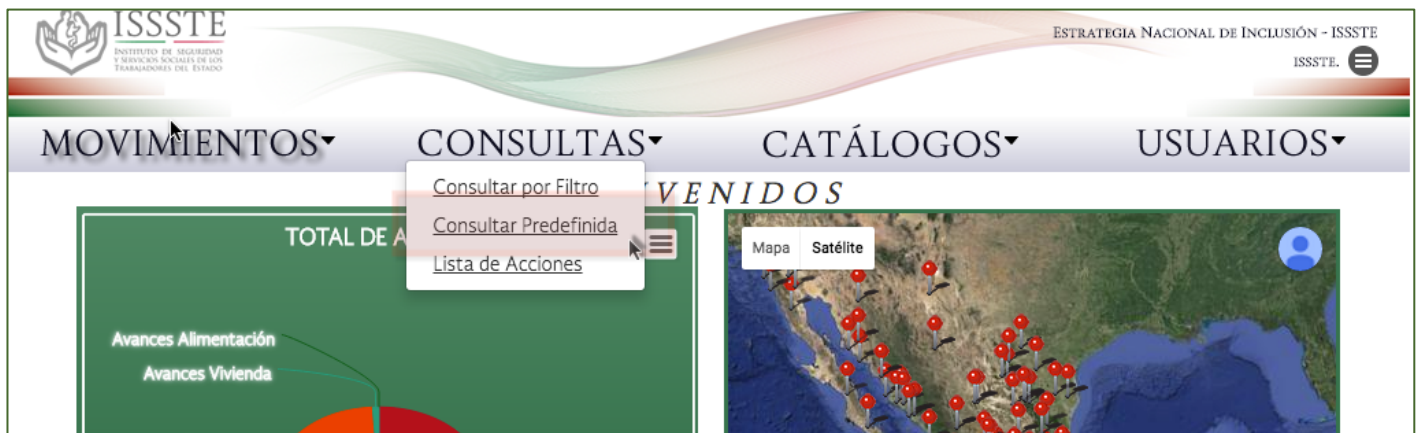 ISSSTE
INSTITUTO DE SEGURIDAD
Y SERVICIOS SOCIALES DE LOS
TRABAJADORES DEL ESTADO
ESTRATEGIA NACIONAL DE INCLUSIÓN - ISSSTE
ISSSTE.
MOVIMIENTOS CONSULTAS CATÁLOGOS USUARIOS
Consultar por Filtro
Consultar Predefinida
Lista de Acciones
VENIDOS
TOTAL DE A
Avances Alimentación
Avances Vivienda
Mapa Satélite